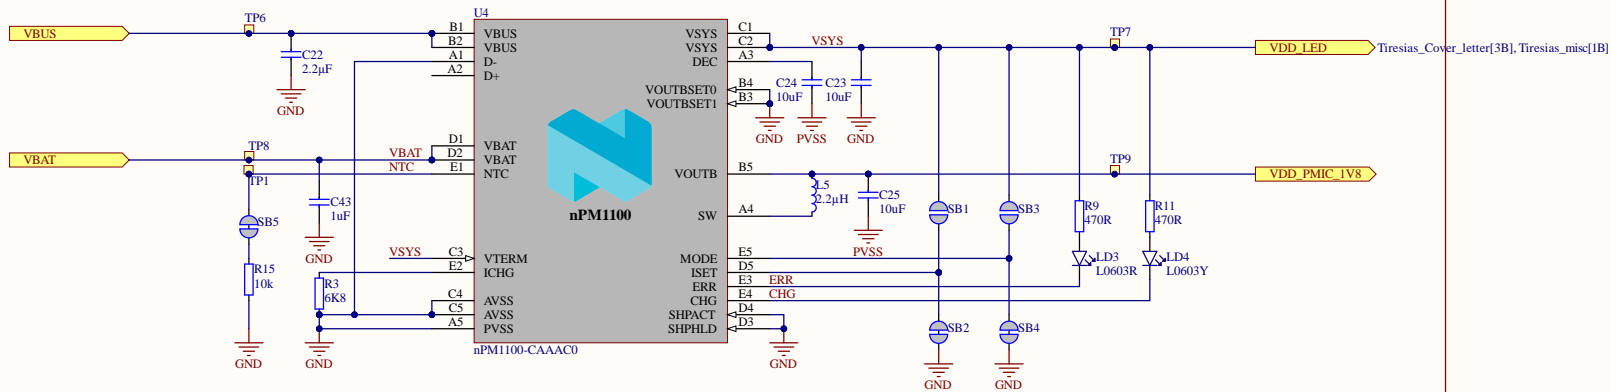 U4
VBUS
TP6
C22
2.2µF
GND
B1
B2
A1
A2
VBUS
VBUS
D-
D+
VBAT
TP8
TP1
VBAT
NTC
D1
D2
E1
VBAT
VBAT
NTC
C43
1uF
GND
SB5
R15
10k
GND
VSYS
C3
E2
VTERM
ICHG
R3
6K8
C4
C5
A5
AVSS
AVSS
PVSS
GND
nPM1100
nPM1100-CAAAC0
VSYS
VSYS
DEC
C1
C2
A3
VSYS
VOUTBSET0
VOUTBSET1
B4
B3
GND
C24
10uF
PVSS
C23
10uF
GND
TP7
VDD_LED
Tiresias_Cover_letter[3B], Tiresias_misc[1B]
VOUTB
B5
SW
A4
L5
2.2µH
C25
10uF
PVSS
TP9
VDD_PMIC_1V8
SB1
SB3
R9
470R
R11
470R
LD3
L0603R
LD4
L0603Y
MODE
ISET
ERR
CHG
SHPACT
SHPHLD
E5
D5
E3
E4
D4
D3
ERR
CHG
GND
SB2
GND
SB4
GND